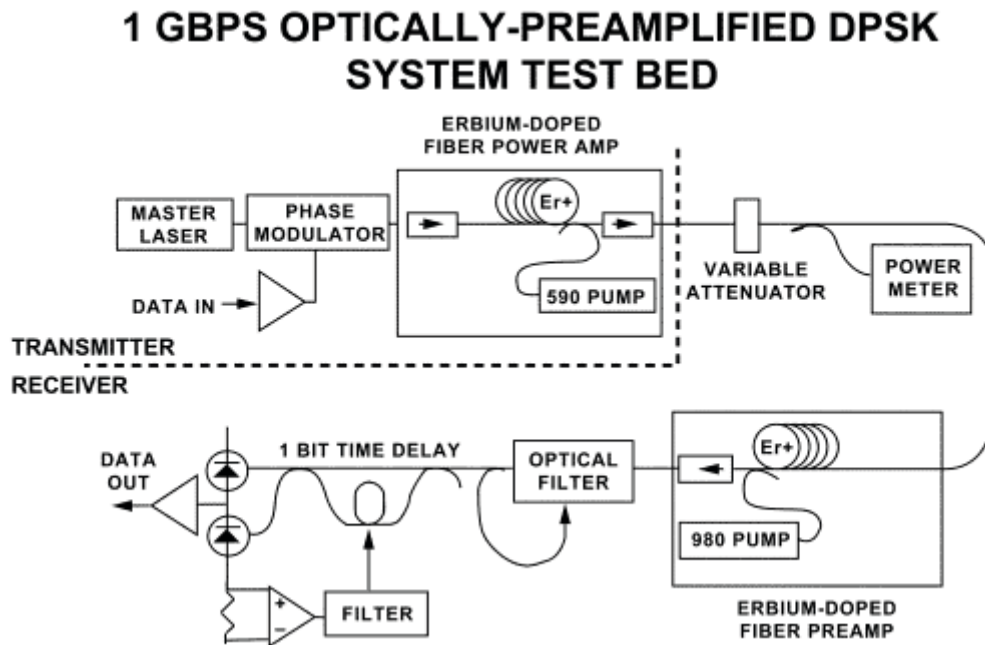 1 GBPS OPTICALLY-PREAMPLIFIED DPSK
SYSTEM TEST BED
ERBIUM-DOPED
FIBER POWER AMP
Er+
MASTER
LASER
PHASE
MODULATOR
590 PUMP
VARIABLE
ATTENUATOR
POWER
METER
DATA IN
TRANSMITTER
RECEIVER
DATA
OUT
1 BIT TIME DELAY
OPTICAL
FILTER
Er+
980 PUMP
+
−
FILTER
ERBIUM-DOPED
FIBER PREAMP